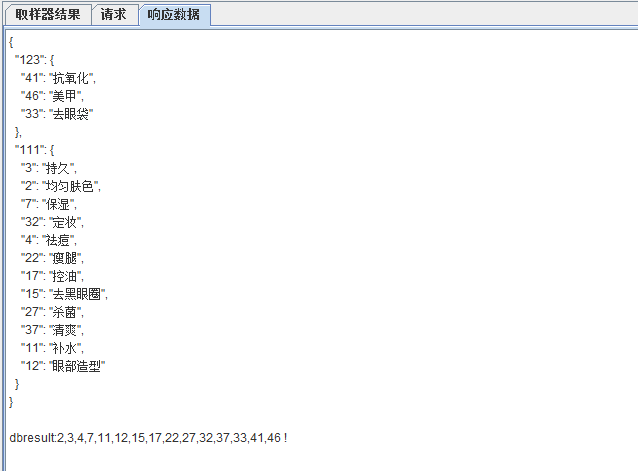 取样器结果 请求 响应数据
{
"123": {
"41": "抗氧化",
"46": "美甲",
"33": "去眼袋"
},
"111": {
"3": "持久",
"2": "均匀肤色",
"7": "保湿",
"32": "定妆",
"4": "祛痘",
"22": "瘦腿",
"17": "控油",
"15": "去黑眼圈",
"27": "杀菌",
"37": "清爽",
"11": "补水",
"12": "眼部造型"
}
}
dbresult:2,3,4,7,11,12,15,17,22,27,32,37,33,41,46 !